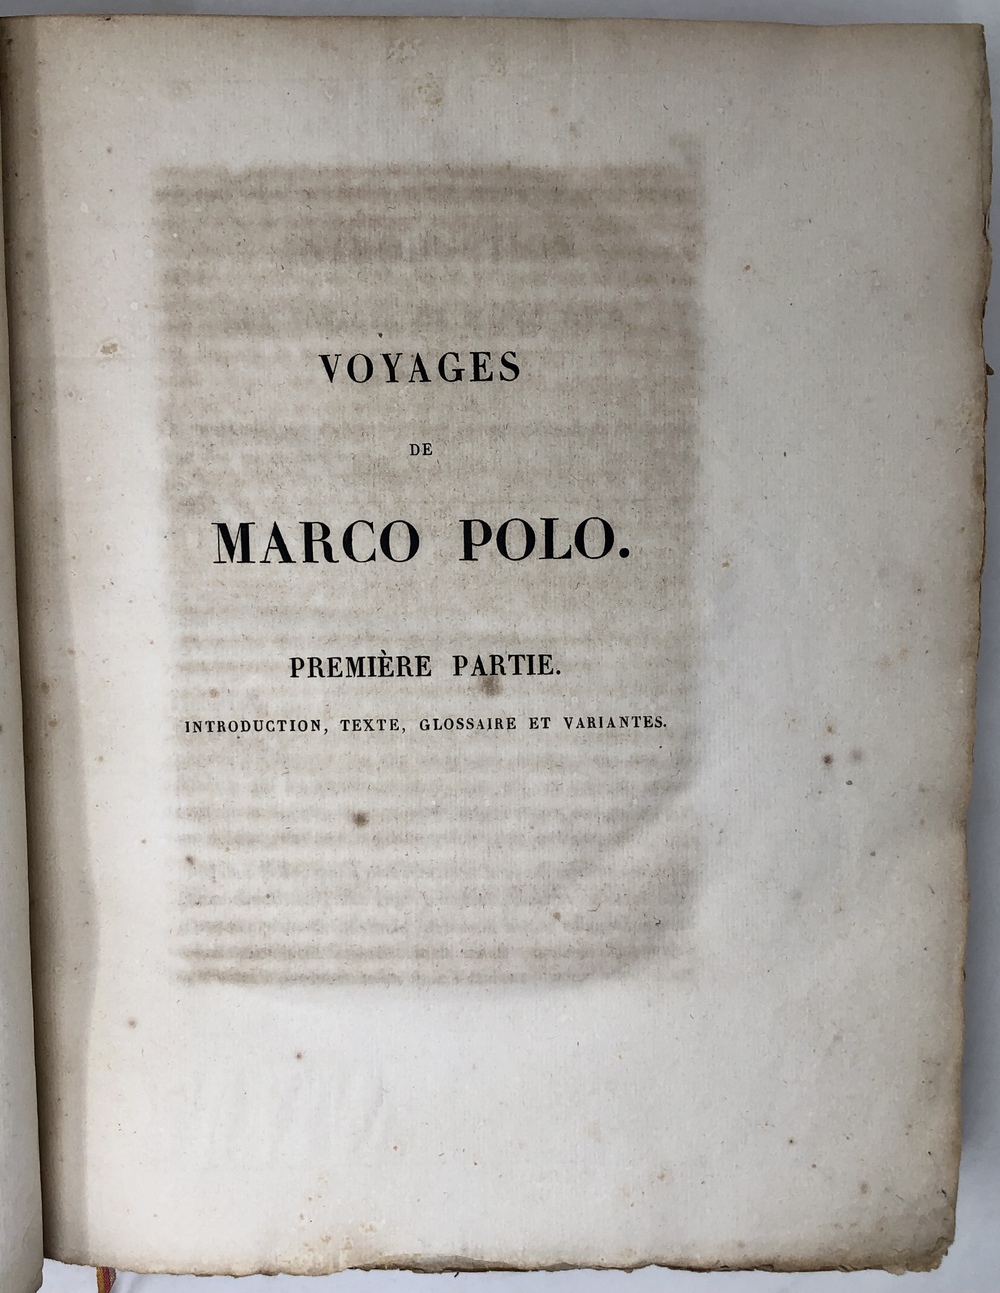 VOYAGES
DE
MARCO POLO.
PREMIÈRE PARTIE.
INTRODUCTION, TEXTE, GLOSSAIRE ET VARIANTES.